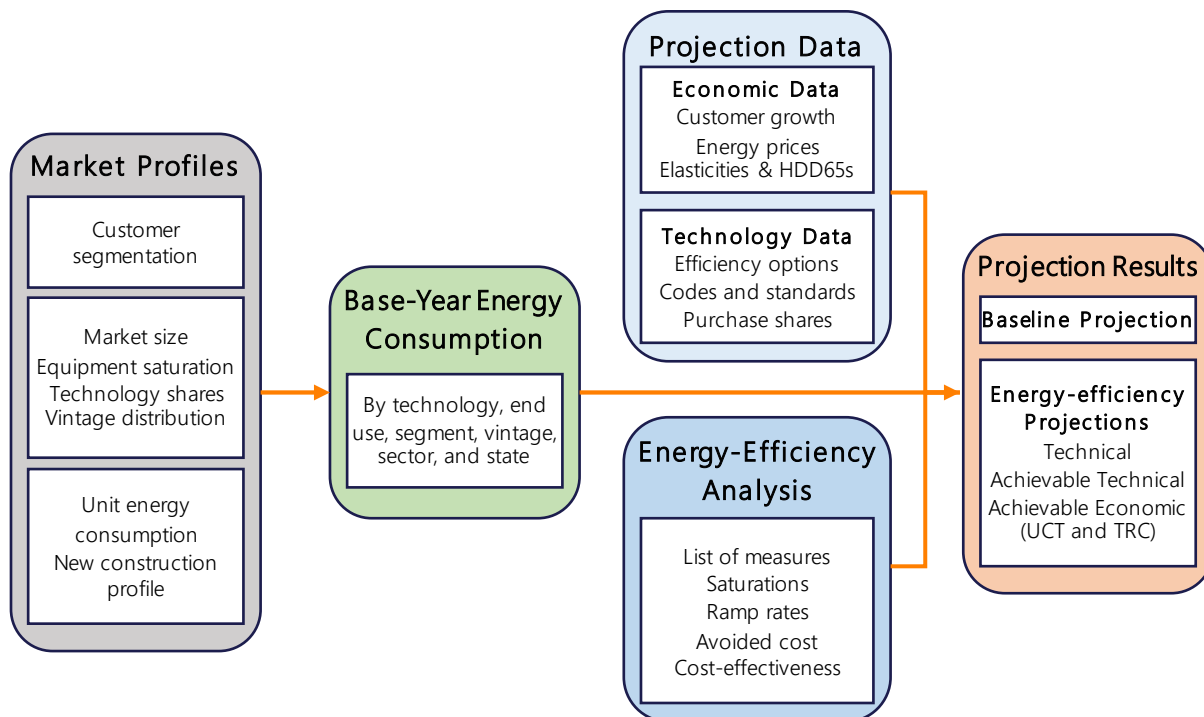 Market Profiles
Customer
segmentation
Market size
Equipment saturation
Technology shares
Vintage distribution
Unit energy
consumption
New construction
profile
Base-Year Energy
Consumption
By technology, end
use, segment, vintage,
sector, and state
Projection Data
Economic Data
Customer growth
Energy prices
Elasticities & HDD65s
Technology Data
Efficiency options
Codes and standards
Purchase shares
Energy-Efficiency
Analysis
List of measures
Saturations
Ramp rates
Avoided cost
Cost-effectiveness
Projection Results
Baseline Projection
Energy-efficiency
Projections
Technical
Achievable Technical
Achievable Economic
(UCT and TRC)